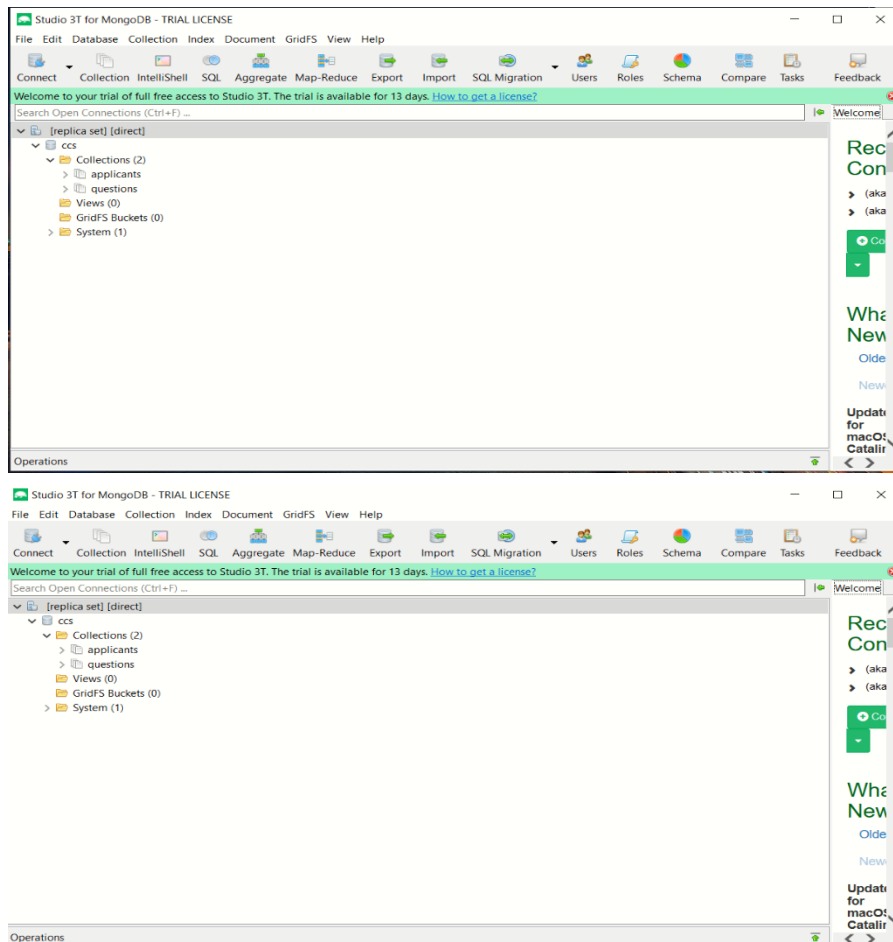 Studio 3T for MongoDB - TRIAL LICENSE
File Edit Database Collection Index Document GridFS View Help
Connect Collection IntelliShell SQL Aggregate Map-Reduce Export Import SQL Migration Users Roles Schema Compare Tasks Feedback
Welcome to your trial of full free access to Studio 3T. The trial is available for 13 days. How to get a license?
Search Open Connections (Ctrl+F) ...
Welcome
[replica set] [direct]
ccs
Collections (2)
applicants
questions
Views (0)
GridFS Buckets (0)
System (1)
Rec
Con
(aka
(aka
Co
Wha
New
Olde
New
Updat
for
macOS
Catalin
Operations
Studio 3T for MongoDB - TRIAL LICENSE
File Edit Database Collection Index Document GridFS View Help
Connect Collection IntelliShell SQL Aggregate Map-Reduce Export Import SQL Migration Users Roles Schema Compare Tasks Feedback
Welcome to your trial of full free access to Studio 3T. The trial is available for 13 days. How to get a license?
Search Open Connections (Ctrl+F) ...
Welcome
[replica set] [direct]
ccs
Collections (2)
applicants
questions
Views (0)
GridFS Buckets (0)
System (1)
Rec
Con
(aka
(aka
Co
Wha
New
Olde
New
Updat
for
macOS
Catalin
Operations